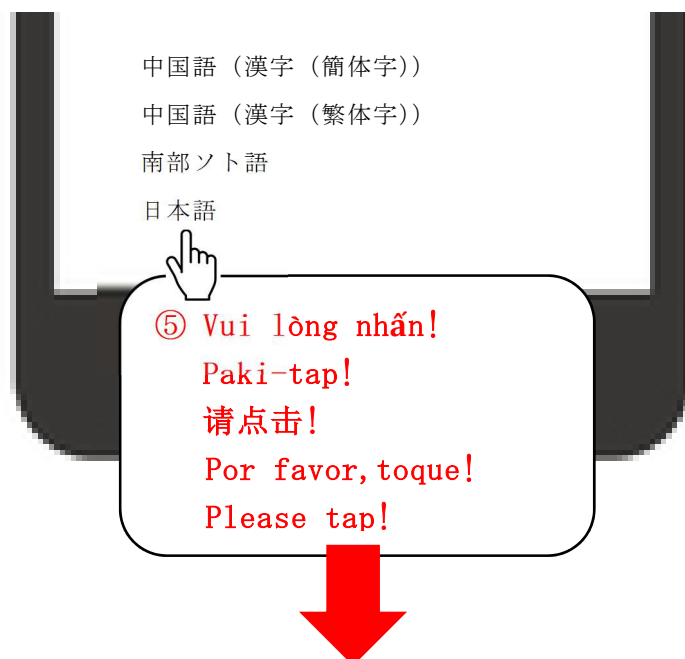 中国語（漢字（簡体字））
中国語（漢字（繁体字））
南部ソト語
日本語
⑤ Vui lòng nhấn!
Paki-tap!
请点击!
Por favor,toque!
Please tap!